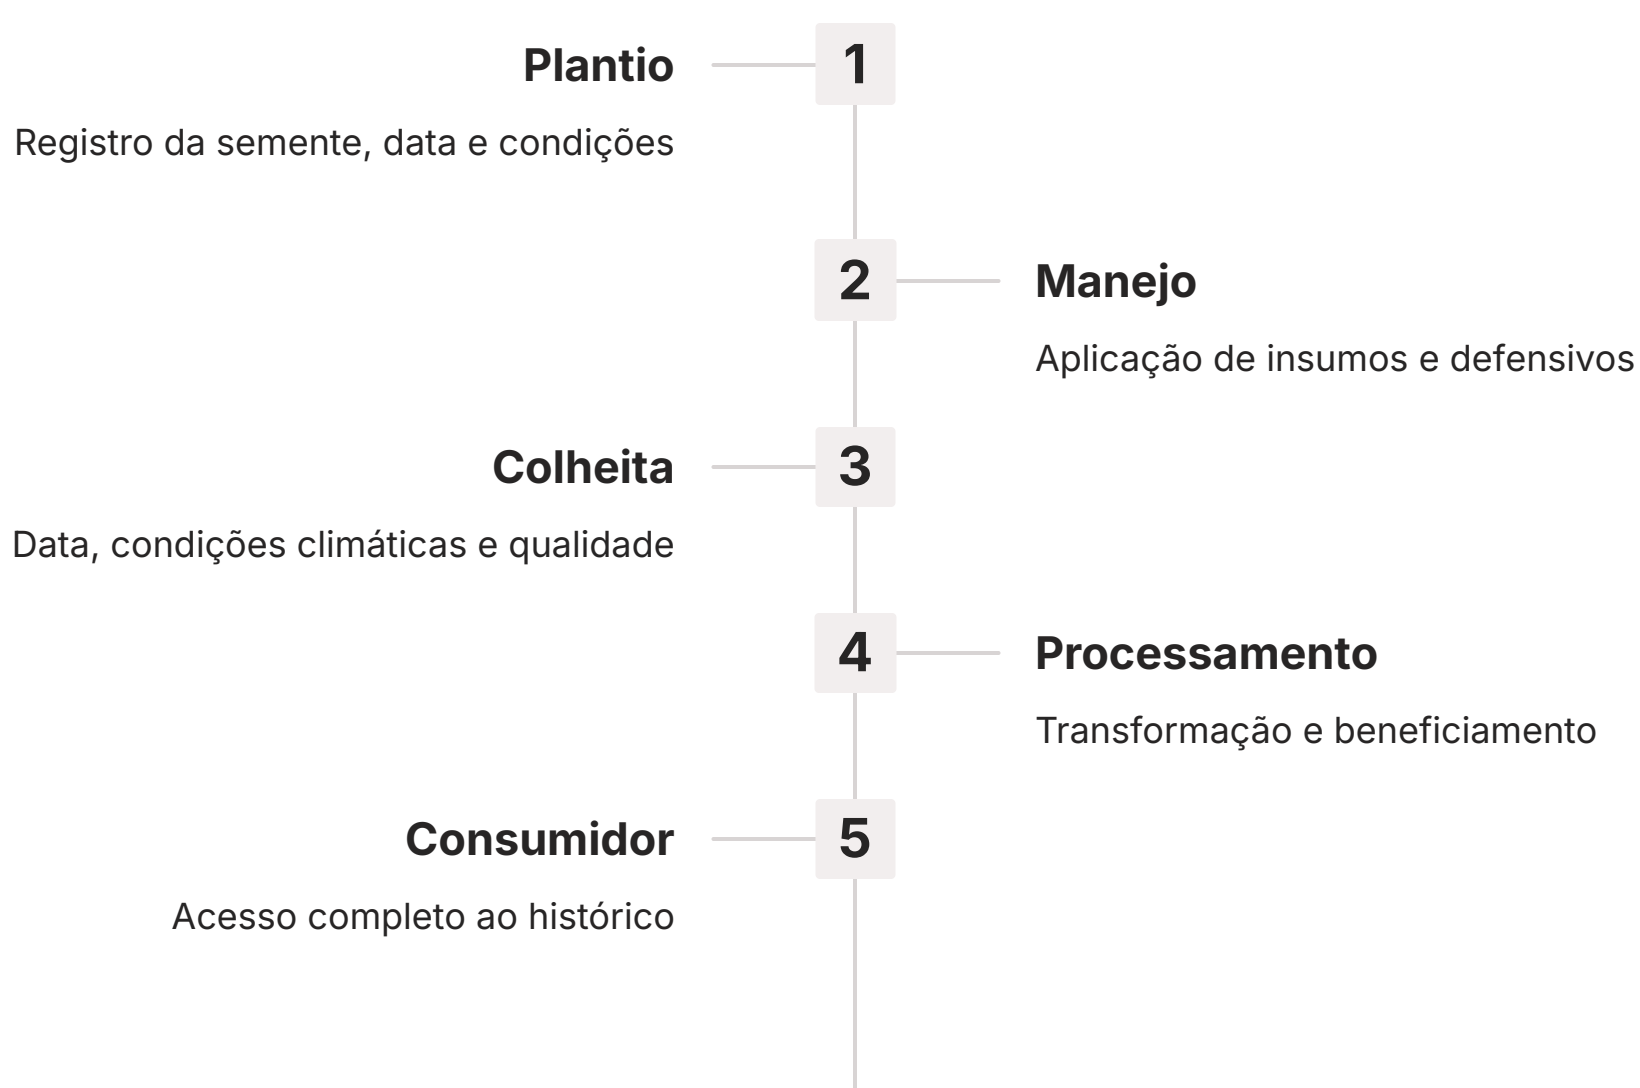 Plantio
1
Registro da semente, data e condições
2
Manejo
Aplicação de insumos e defensivos
Colheita
3
Data, condições climáticas e qualidade
4
Processamento
Transformação e beneficiamento
Consumidor
5
Acesso completo ao histórico